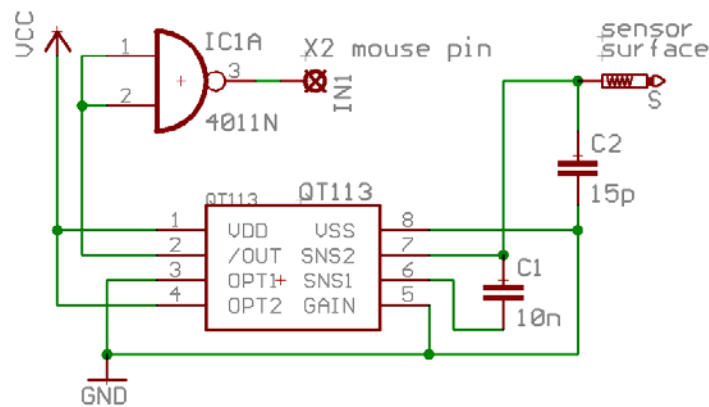 VCC
1
2
IC1A
3
4011N
X2 mouse pin
IN1
sensor
surface
S
C2
15p
QT113
QT113
1 VDD VSS 8
2 /OUT SNS2 7
3 OPT1 SNS1 6
4 OPT2 GAIN 5
C1
10n
GND